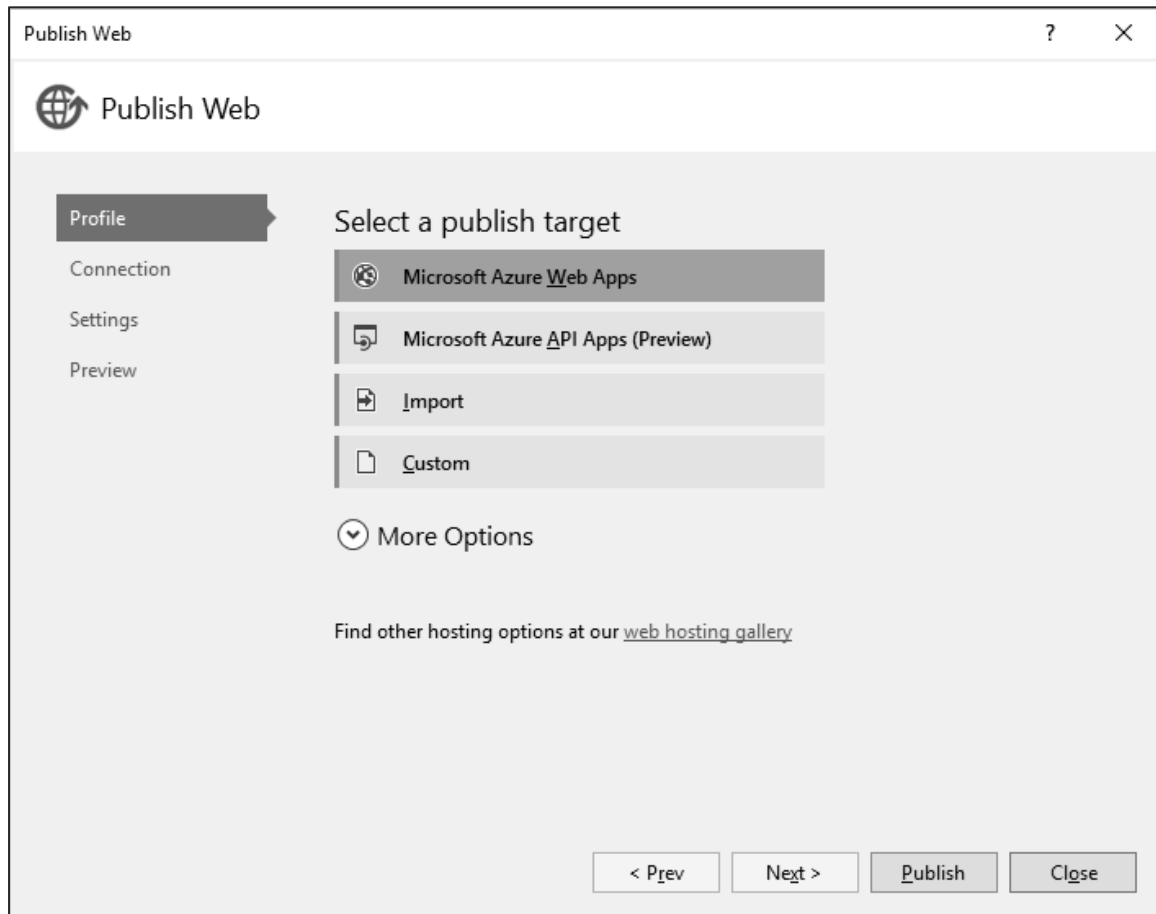 Publish Web
?
Publish Web
Profile
Connection
Settings
Preview
Select a publish target
Microsoft Azure Web Apps
Microsoft Azure API Apps (Preview)
Import
Custom
More Options
Find other hosting options at our web hosting gallery
< Prev
Next >
Publish
Close